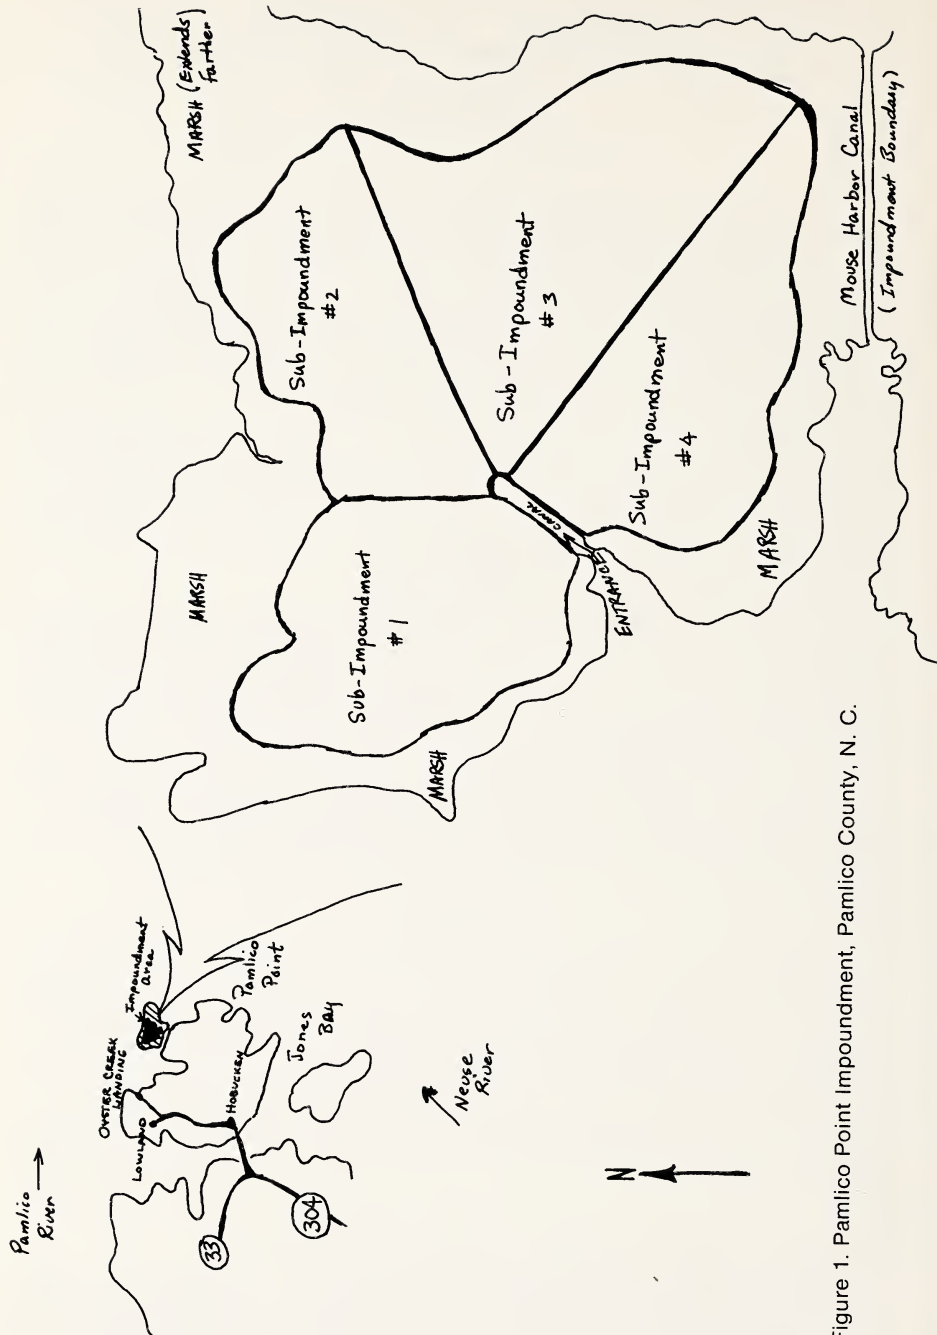 Pamlico
River
33
304
LOWLAND
OYSTER CREEK
LANDING
HOBUCKEN
Impoundment
area
Pamlico
Point
Jones
BAY
Neuse
River
N
MARSH
MARSH
MARSH (Extends
farther)
Sub-Impoundment
#1
Sub-Impoundment
#2
Sub-Impoundment
#3
Sub-Impoundment
#4
CANAL
ENTRANCE
MARSH
Mouse Harbor Canal
(Impoundment Boundary)
Figure 1. Pamlico Point Impoundment, Pamlico County, N. C.